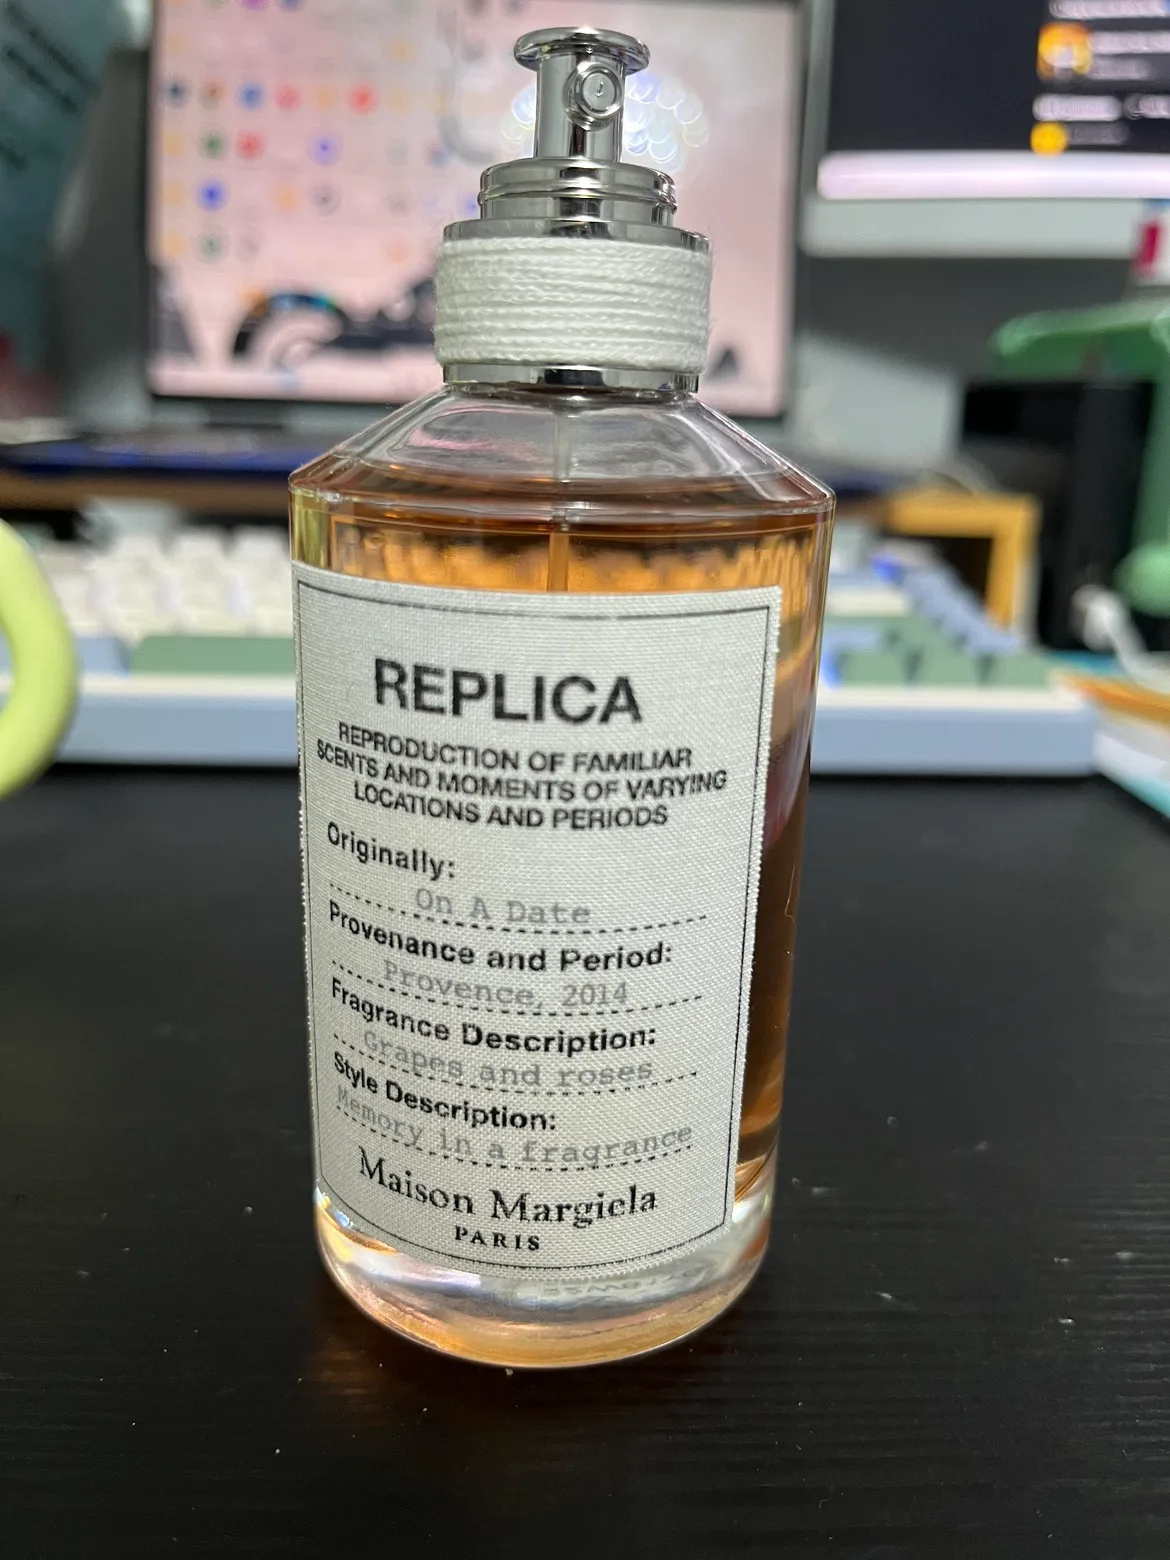 REPLICA
REPRODUCTION OF FAMILIAR
SCENTS AND MOMENTS OF VARYING
LOCATIONS AND PERIODS
Originally:
On A Date
Provenance and Period:
Provence, 2014
Fragrance Description:
Grapes and roses
Style Description:
Memory in a fragrance
Maison Margiela
PARIS